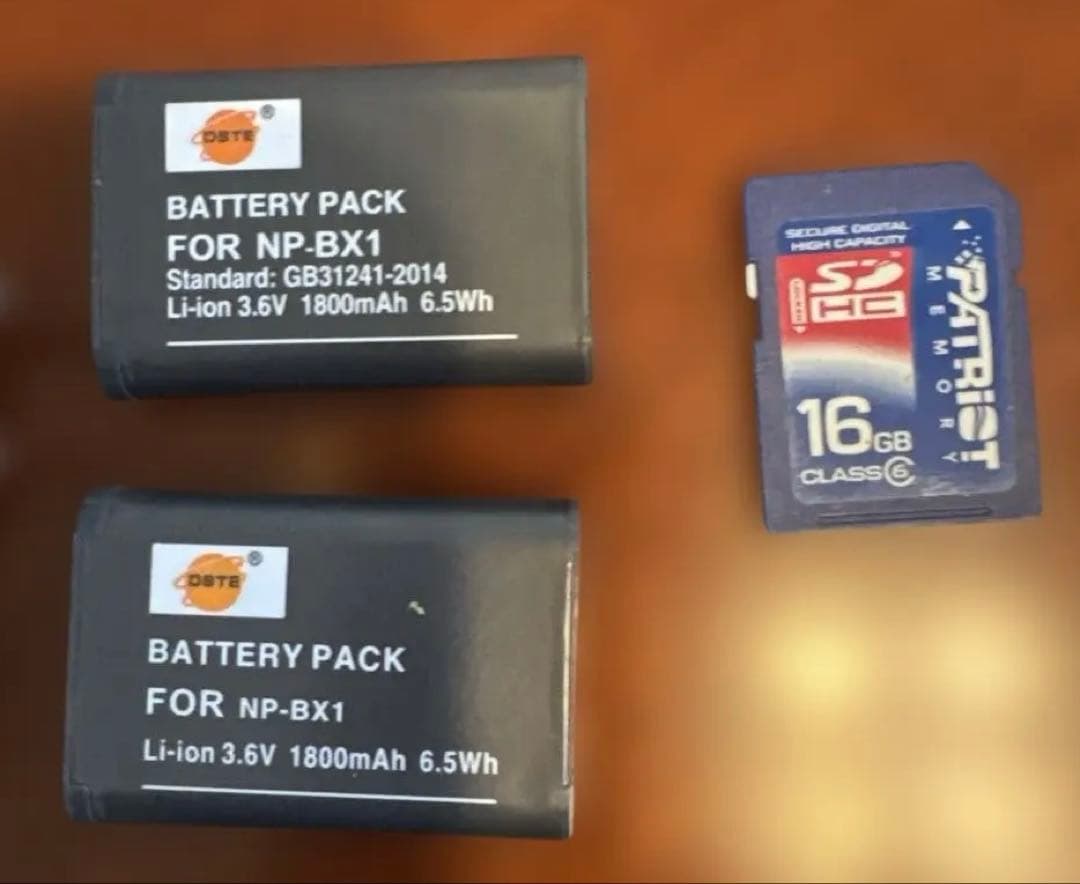 DSTE®
BATTERY PACK
FOR NP-BX1
Standard: GB31241-2014
Li-ion 3.6V 1800mAh 6.5Wh
DSTE®
BATTERY PACK
FOR NP-BX1
Li-ion 3.6V 1800mAh 6.5Wh
SECURE DIGITAL
HIGH CAPACITY
SD
HC
16GB
CLASS 6
PATRIOT
MEMORY